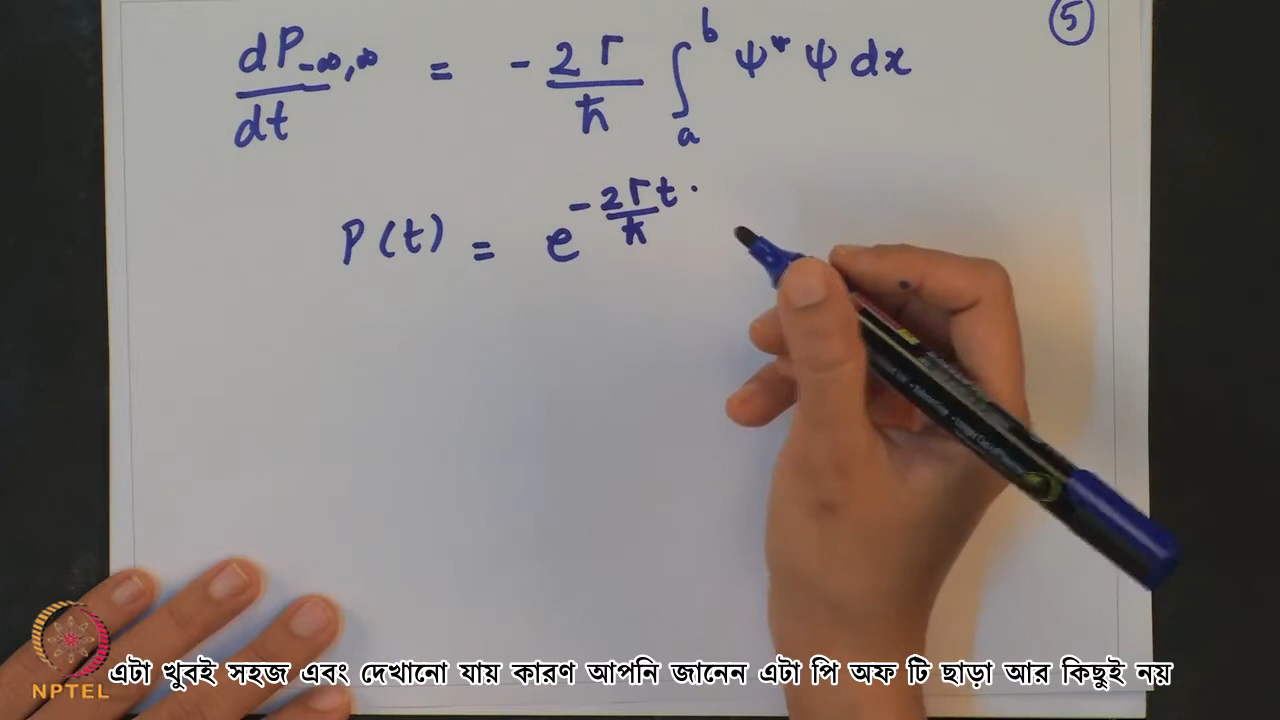 5
dP_{-∞,∞}/dt = - 2Γ/ħ ∫_a^b ψ* ψ dx
P(t) = e^{-2Γt/ħ}.
NPTEL
এটা খুবই সহজ এবং দেখানো যায় কারণ আপনি জানেন এটা পি অফ টি ছাড়া আর কিছুই নয়